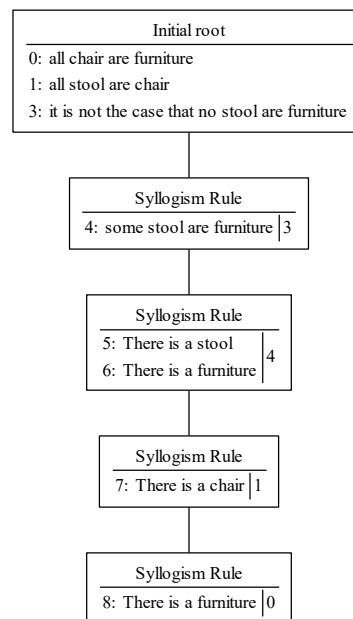 Initial root
0: all chair are furniture
1: all stool are chair
3: it is not the case that no stool are furniture
Syllogism Rule
4: some stool are furniture 3
Syllogism Rule
5: There is a stool
6: There is a furniture
4
Syllogism Rule
7: There is a chair 1
Syllogism Rule
8: There is a furniture 0